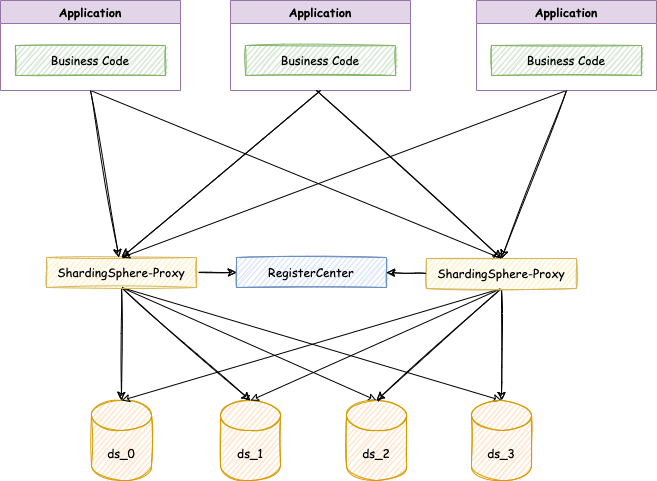 Application
Application
Application
Business Code
Business Code
Business Code
ShardingSphere-Proxy
RegisterCenter
ShardingSphere-Proxy
ds_0
ds_1
ds_2
ds_3